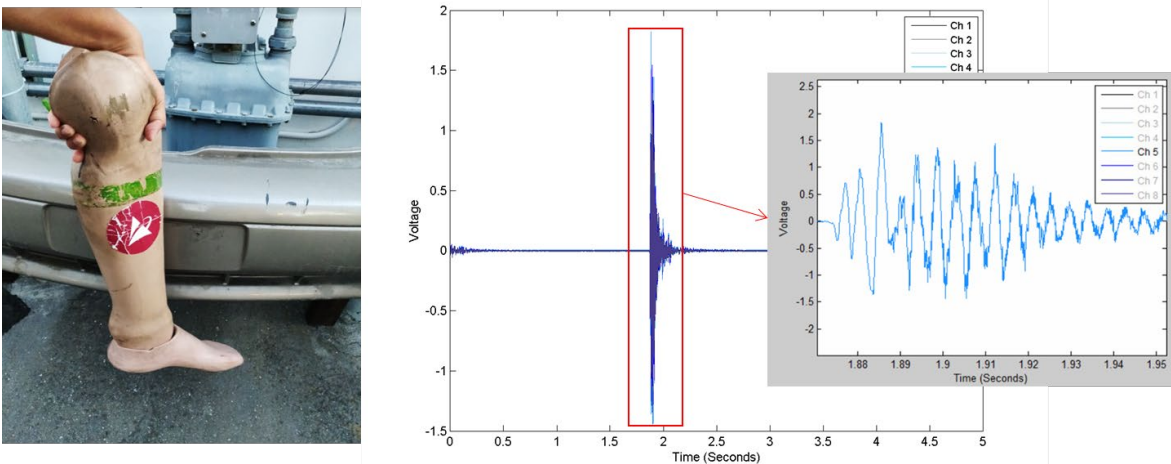 2
1.5
1
0.5
0
-0.5
-1
-1.5
Voltage
0 0.5 1 1.5 2 2.5 3 3.5 4 4.5 5
Time (Seconds)
Ch 1
Ch 2
Ch 3
Ch 4
2.5
2
1.5
1
0.5
0
-0.5
-1
-1.5
-2
Voltage
1.88 1.89 1.9 1.91 1.92 1.93 1.94 1.95
Time (Seconds)
Ch 1
Ch 2
Ch 3
Ch 4
Ch 5
Ch 6
Ch 7
Ch 8